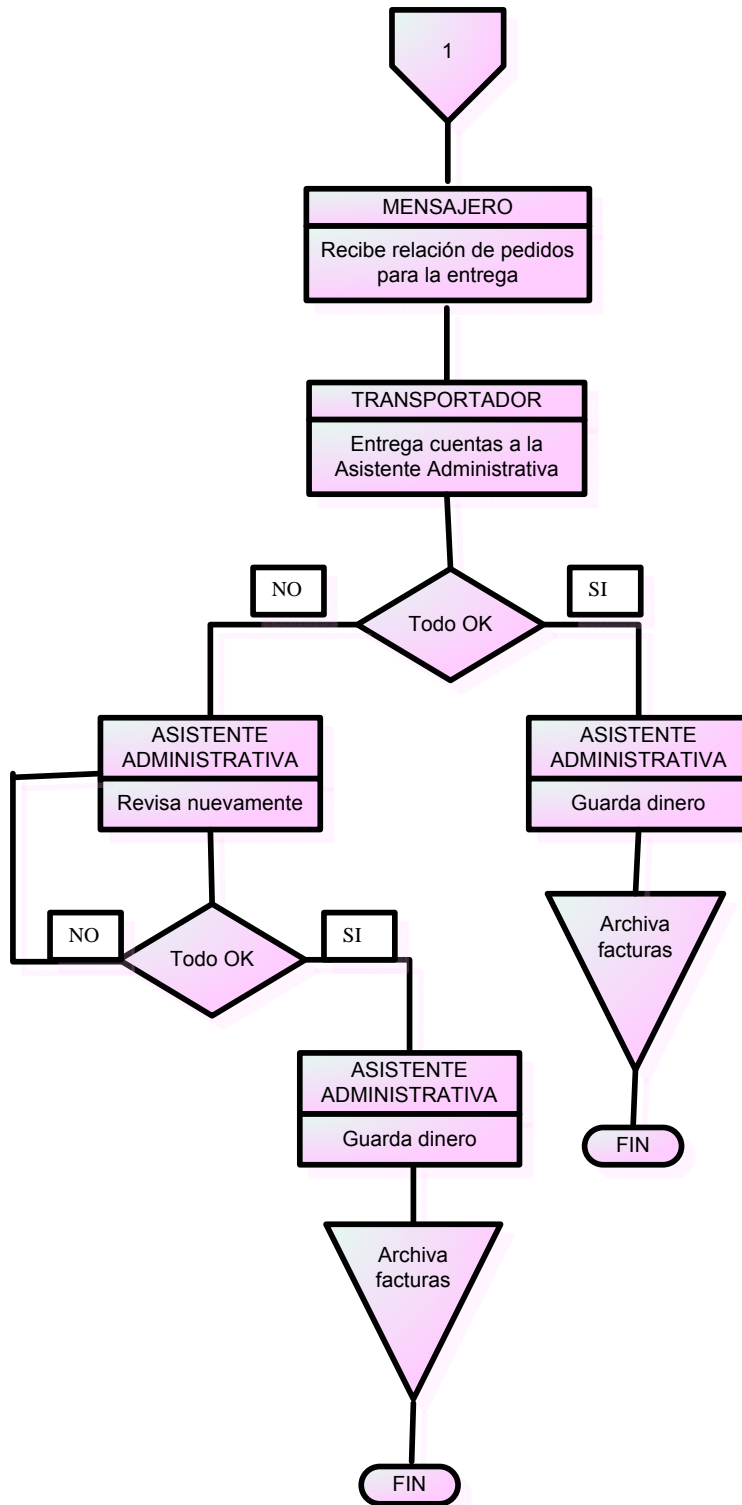 1
MENSAJERO
Recibe relación de pedidos
para la entrega
TRANSPORTADOR
Entrega cuentas a la
Asistente Administrativa
NO
SI
Todo OK
ASISTENTE
ADMINISTRATIVA
Revisa nuevamente
ASISTENTE
ADMINISTRATIVA
Guarda dinero
Archiva
facturas
NO
SI
Todo OK
ASISTENTE
ADMINISTRATIVA
Guarda dinero
FIN
Archiva
facturas
FIN